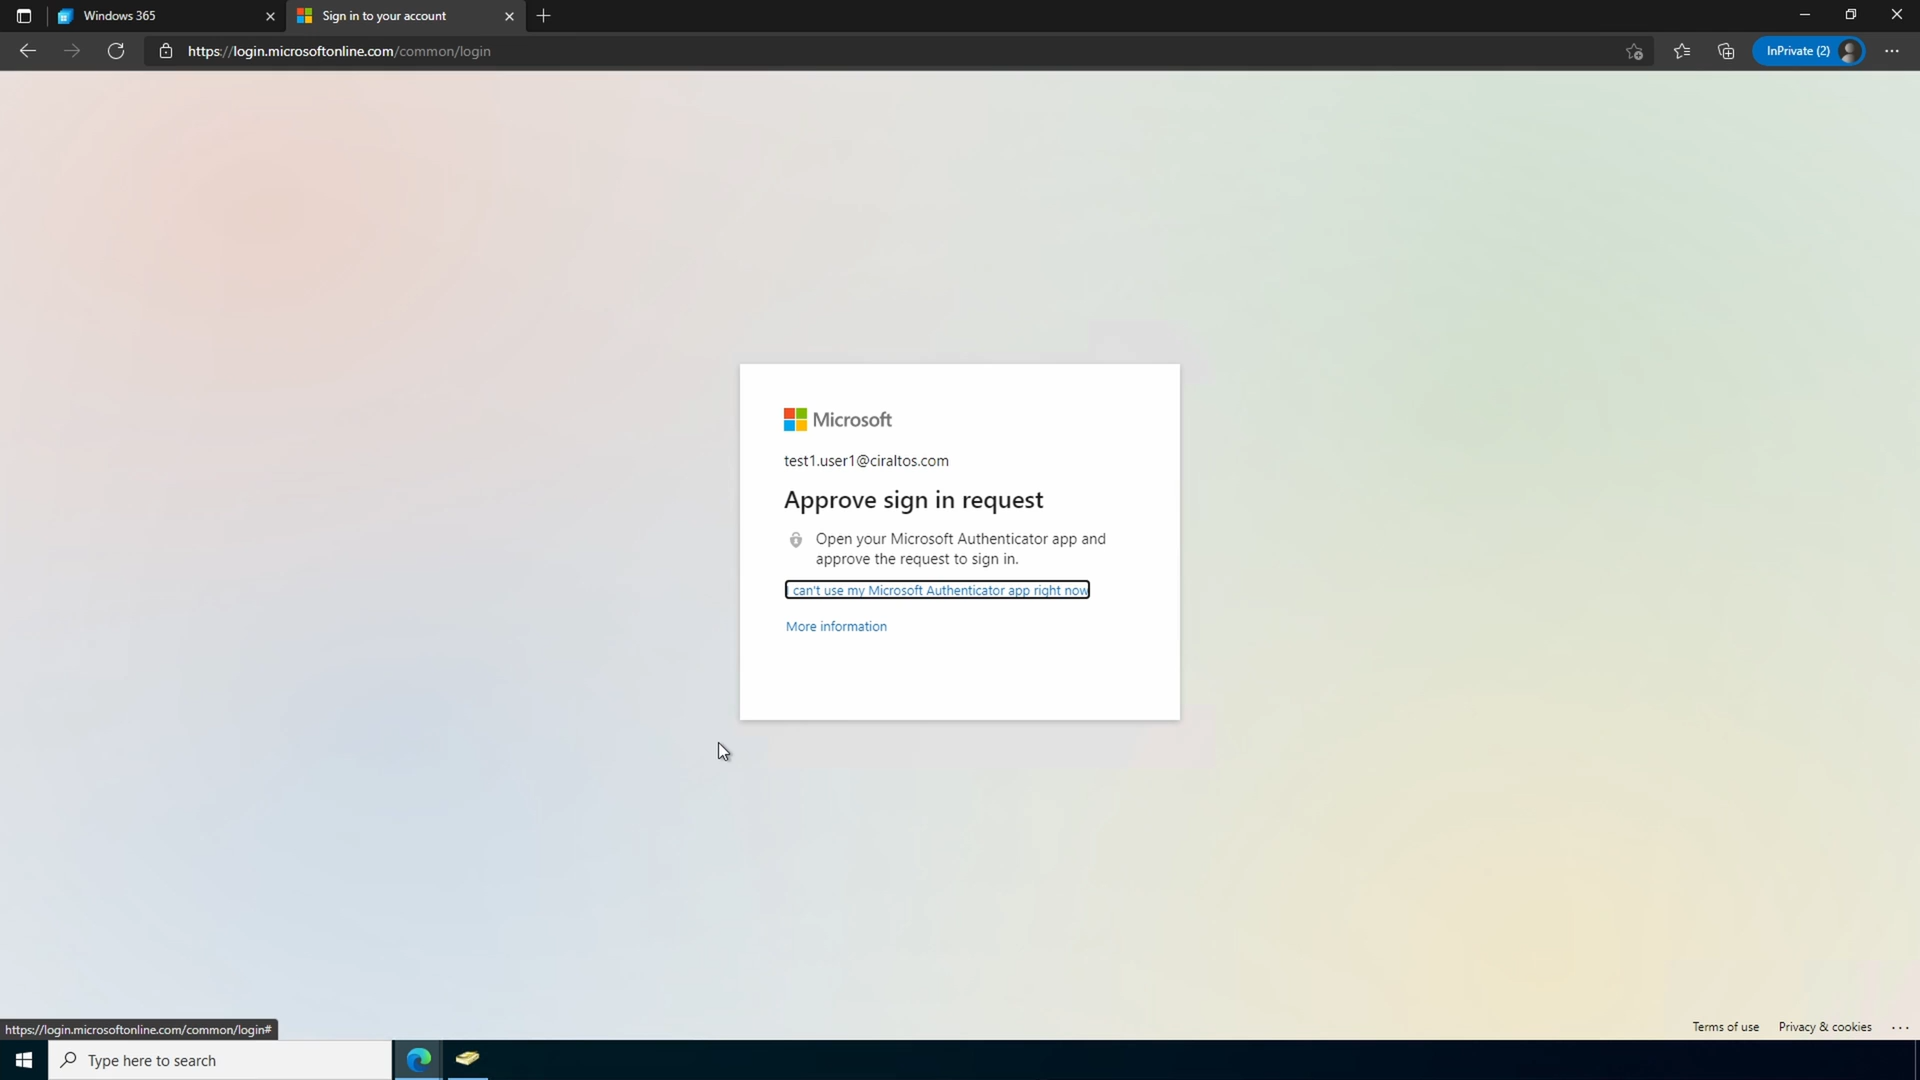 Windows 365
Sign in to your account
https://login.microsoftonline.com/common/login
InPrivate (2)
Microsoft
test1.user1@ciraltos.com
Approve sign in request
Open your Microsoft Authenticator app and
approve the request to sign in.
I can't use my Microsoft Authenticator app right now
More information
https://login.microsoftonline.com/common/login#
Terms of use
Privacy & cookies
Type here to search